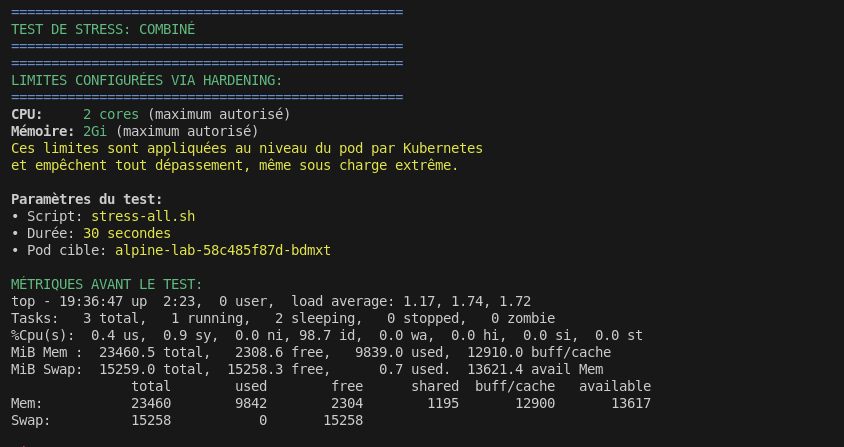 =================================================
TEST DE STRESS: COMBINÉ
=================================================
=================================================
LIMITES CONFIGURÉES VIA HARDENING:
=================================================
CPU:     2 cores (maximum autorisé)
Mémoire: 2Gi (maximum autorisé)
Ces limites sont appliquées au niveau du pod par Kubernetes
et empêchent tout dépassement, même sous charge extrême.
Paramètres du test:
• Script: stress-all.sh
• Durée: 30 secondes
• Pod cible: alpine-lab-58c485f87d-bdmxt
MÉTRIQUES AVANT LE TEST:
top - 19:36:47 up  2:23,  0 user,  load average: 1.17, 1.74, 1.72
Tasks:   3 total,   1 running,   2 sleeping,   0 stopped,   0 zombie
%Cpu(s):  0.4 us,  0.9 sy,  0.0 ni, 98.7 id,  0.0 wa,  0.0 hi,  0.0 si,  0.0 st
MiB Mem :  23460.5 total,   2308.6 free,   9839.0 used,  12910.0 buff/cache
MiB Swap:  15259.0 total,  15258.3 free,      0.7 used.  13621.4 avail Mem
               total        used        free      shared  buff/cache   available
Mem:           23460        9842        2304        1195       12900       13617
Swap:          15258           0       15258